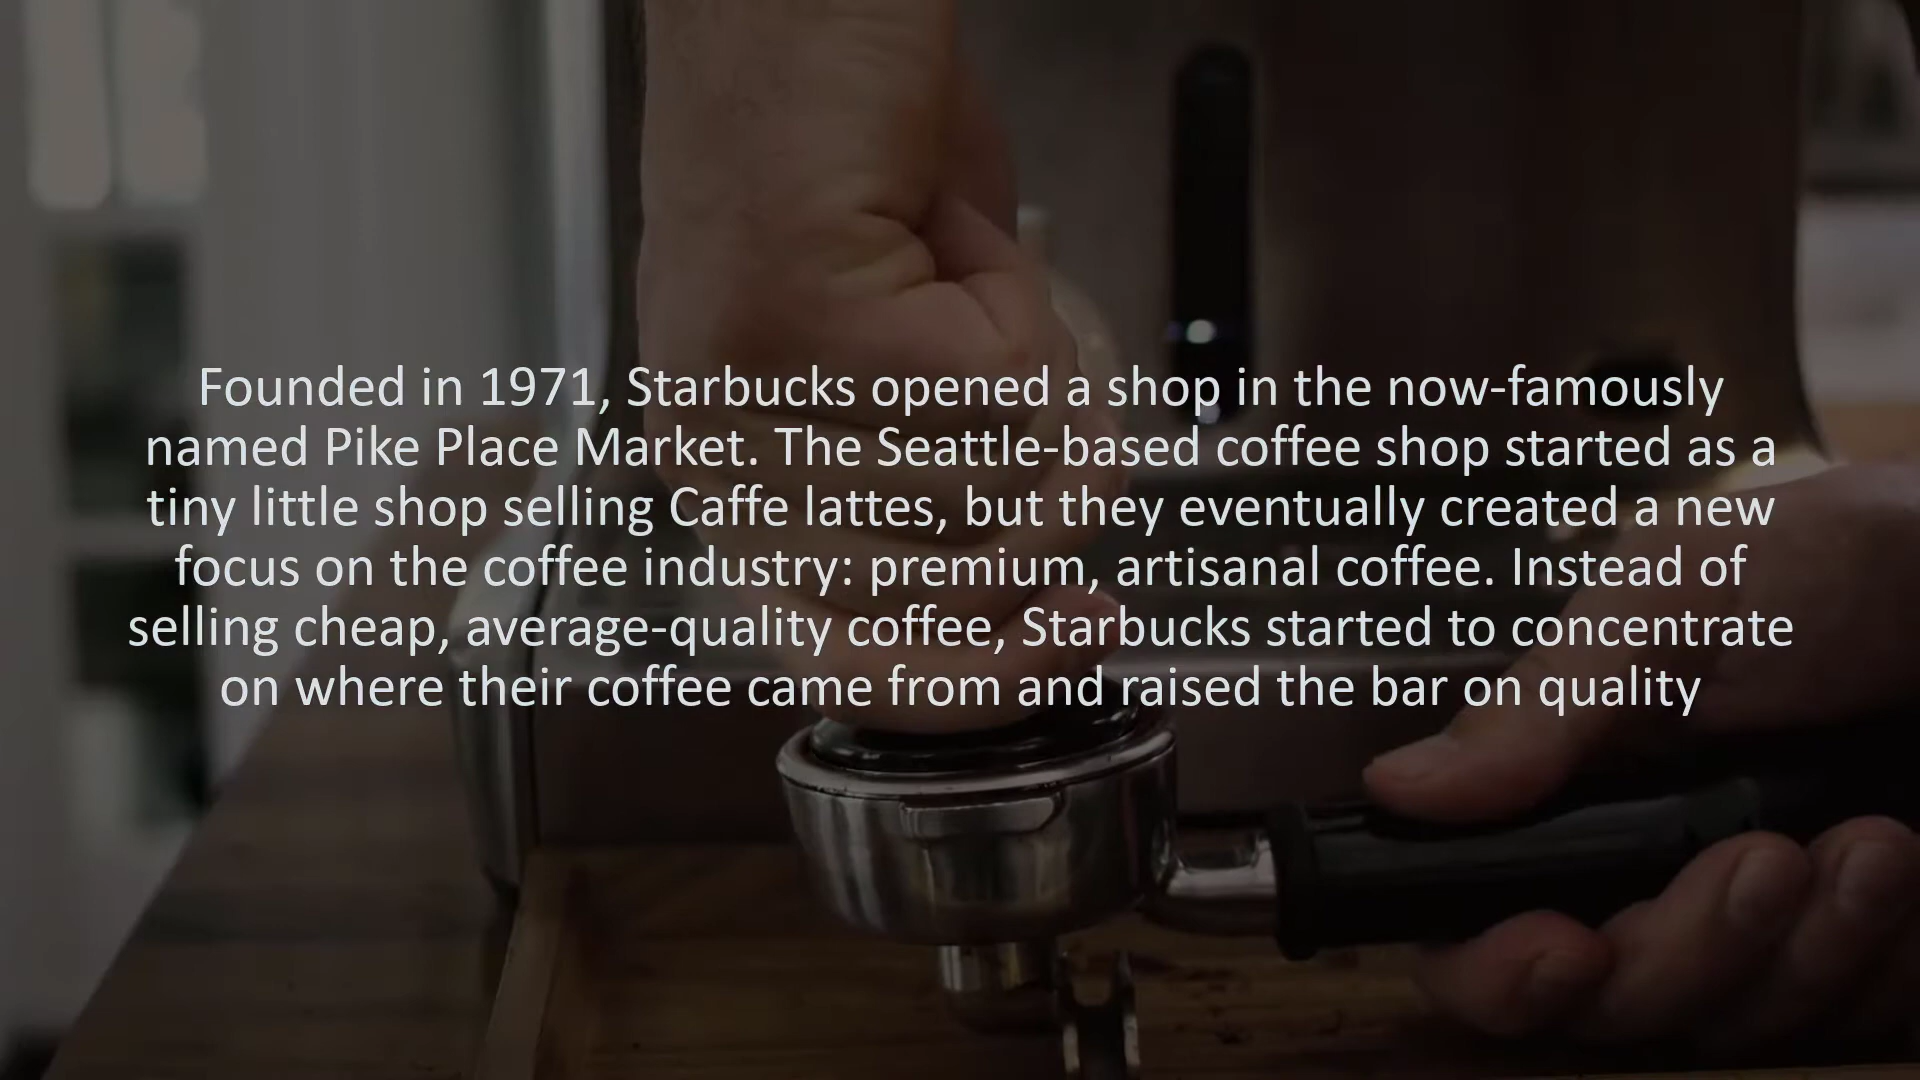 Founded in 1971, Starbucks opened a shop in the now-famously
named Pike Place Market. The Seattle-based coffee shop started as a
tiny little shop selling Caffe lattes, but they eventually created a new
focus on the coffee industry: premium, artisanal coffee. Instead of
selling cheap, average-quality coffee, Starbucks started to concentrate
on where their coffee came from and raised the bar on quality